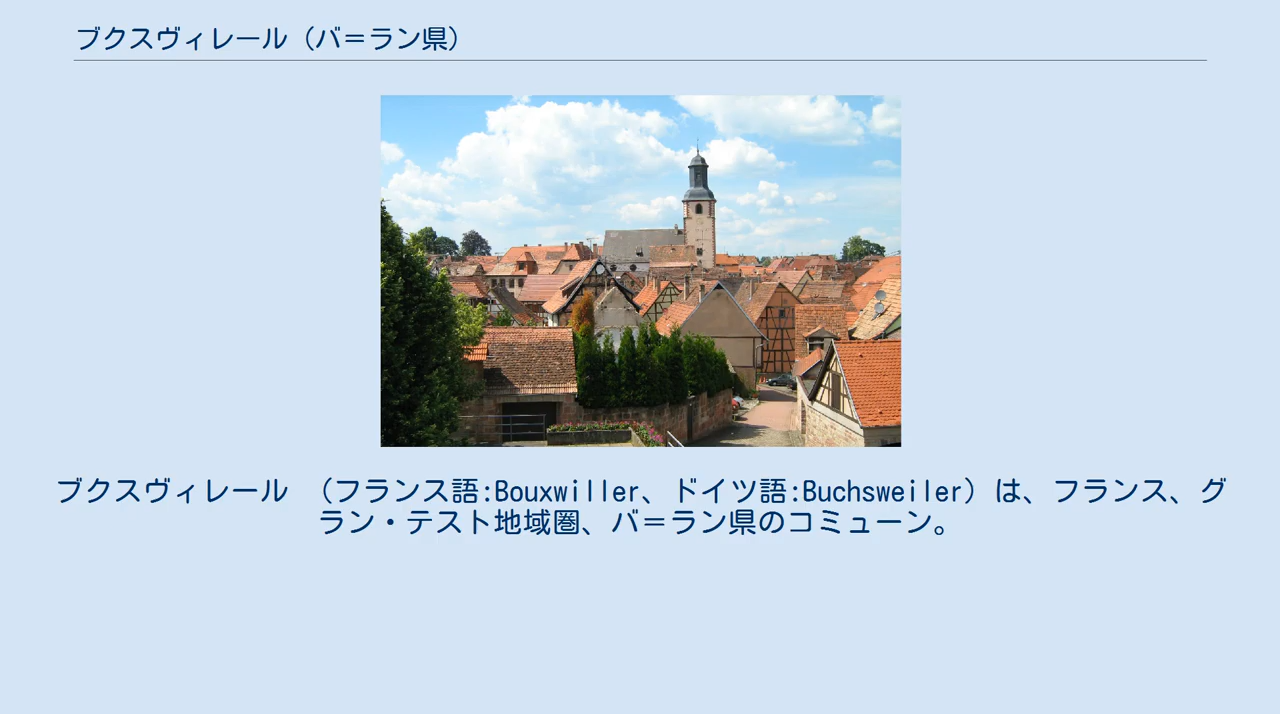 ブクスヴィレール（バ＝ラン県）
ブクスヴィレール　（フランス語:Bouxwiller、ドイツ語:Buchsweiler）は、フランス、グ
ラン・テスト地域圏、バ＝ラン県のコミューン。